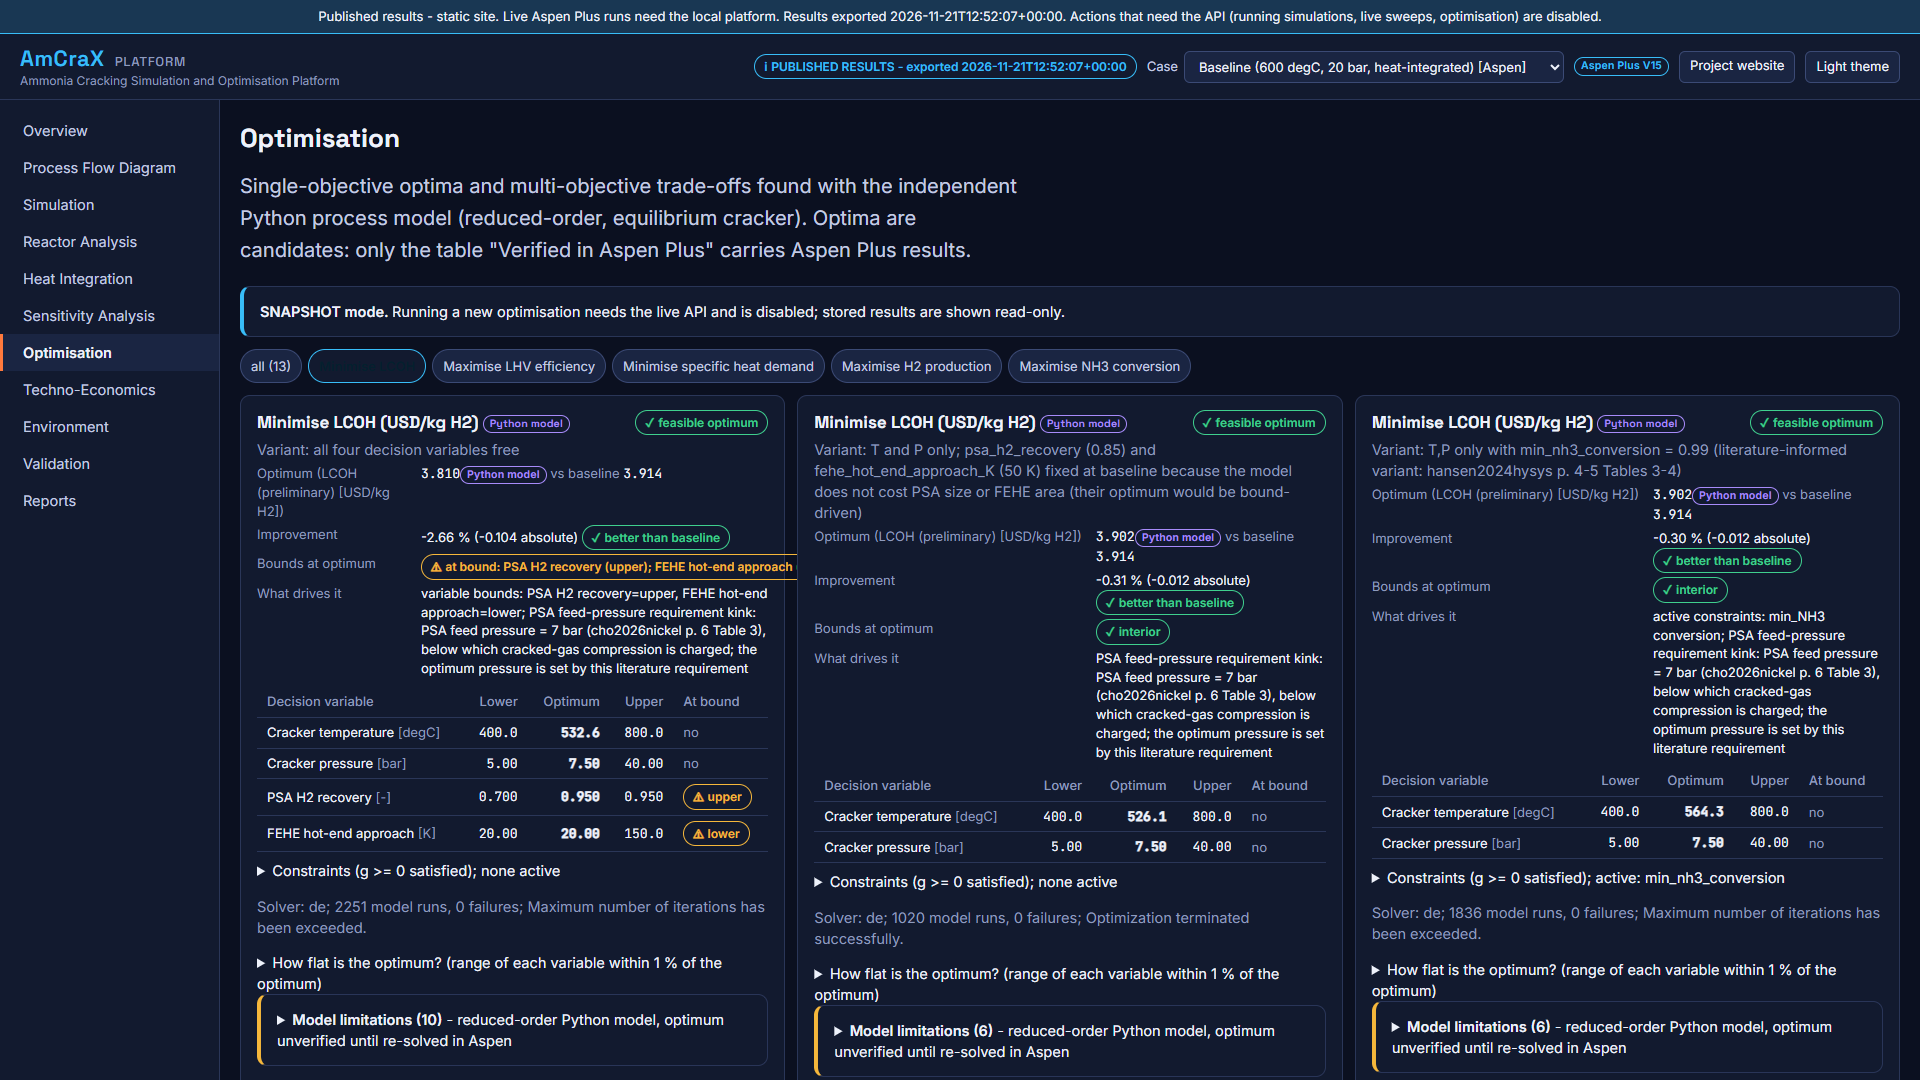 Published results - static site. Live Aspen Plus runs need the local platform. Results exported 2026-11-21T12:52:07+00:00. Actions that need the API (running simulations, live sweeps, optimisation) are disabled.
AmCraX PLATFORM
Ammonia Cracking Simulation and Optimisation Platform
i PUBLISHED RESULTS - exported 2026-11-21T12:52:07+00:00
Case
Baseline (600 degC, 20 bar, heat-integrated) [Aspen]
Aspen Plus V15
Project website
Light theme
Overview
Process Flow Diagram
Simulation
Reactor Analysis
Heat Integration
Sensitivity Analysis
Optimisation
Techno-Economics
Environment
Validation
Reports
Optimisation
Single-objective optima and multi-objective trade-offs found with the independent
Python process model (reduced-order, equilibrium cracker). Optima are
candidates: only the table "Verified in Aspen Plus" carries Aspen Plus results.
SNAPSHOT mode. Running a new optimisation needs the live API and is disabled; stored results are shown read-only.
all (13)
Maximise LHV efficiency
Minimise specific heat demand
Maximise H2 production
Maximise NH3 conversion
Minimise LCOH (USD/kg H2) Python model
✓ feasible optimum
Variant: all four decision variables free
Optimum (LCOH
(preliminary) [USD/kg
H2])
3.810 Python model vs baseline 3.914
Improvement
-2.66 % (-0.104 absolute) ✓ better than baseline
Bounds at optimum
⚠ at bound: PSA H2 recovery (upper); FEHE hot-end approach
What drives it
variable bounds: PSA H2 recovery=upper, FEHE hot-end
approach=lower; PSA feed-pressure requirement kink:
PSA feed pressure = 7 bar (cho2026nickel p. 6 Table 3),
below which cracked-gas compression is charged; the
optimum pressure is set by this literature requirement
Decision variable Lower Optimum Upper At bound
Cracker temperature [degC] 400.0 532.6 800.0 no
Cracker pressure [bar] 5.00 7.50 40.00 no
PSA H2 recovery [-] 0.700 0.950 0.950 ⚠ upper
FEHE hot-end approach [K] 20.00 20.00 150.0 ⚠ lower
▶ Constraints (g >= 0 satisfied); none active
Solver: de; 2251 model runs, 0 failures; Maximum number of iterations has
been exceeded.
▶ How flat is the optimum? (range of each variable within 1 % of the
optimum)
▶ Model limitations (10) - reduced-order Python model, optimum
unverified until re-solved in Aspen
Minimise LCOH (USD/kg H2) Python model
✓ feasible optimum
Variant: T and P only; psa_h2_recovery (0.85) and
fehe_hot_end_approach_K (50 K) fixed at baseline because the model
does not cost PSA size or FEHE area (their optimum would be bound-
driven)
Optimum (LCOH (preliminary) [USD/kg H2])
3.902 Python model vs baseline
3.914
Improvement
-0.31 % (-0.012 absolute)
✓ better than baseline
Bounds at optimum
✓ interior
What drives it
PSA feed-pressure requirement kink:
PSA feed pressure = 7 bar
(cho2026nickel p. 6 Table 3), below
which cracked-gas compression is
charged; the optimum pressure is set
by this literature requirement
Decision variable Lower Optimum Upper At bound
Cracker temperature [degC] 400.0 526.1 800.0 no
Cracker pressure [bar] 5.00 7.50 40.00 no
▶ Constraints (g >= 0 satisfied); none active
Solver: de; 1020 model runs, 0 failures; Optimization terminated
successfully.
▶ How flat is the optimum? (range of each variable within 1 % of the
optimum)
▶ Model limitations (6) - reduced-order Python model, optimum
unverified until re-solved in Aspen
Minimise LCOH (USD/kg H2) Python model
✓ feasible optimum
Variant: T,P only with min_nh3_conversion = 0.99 (literature-informed
variant: hansen2024hysys p. 4-5 Tables 3-4)
Optimum (LCOH (preliminary) [USD/kg H2])
3.902 Python model vs baseline
3.914
Improvement
-0.30 % (-0.012 absolute)
✓ better than baseline
Bounds at optimum
✓ interior
What drives it
active constraints: min_NH3
conversion; PSA feed-pressure
requirement kink: PSA feed pressure
= 7 bar (cho2026nickel p. 6 Table 3),
below which cracked-gas
compression is charged; the
optimum pressure is set by this
literature requirement
Decision variable Lower Optimum Upper At bound
Cracker temperature [degC] 400.0 564.3 800.0 no
Cracker pressure [bar] 5.00 7.50 40.00 no
▶ Constraints (g >= 0 satisfied); active: min_nh3_conversion
Solver: de; 1836 model runs, 0 failures; Maximum number of iterations has
been exceeded.
▶ How flat is the optimum? (range of each variable within 1 % of the
optimum)
▶ Model limitations (6) - reduced-order Python model, optimum
unverified until re-solved in Aspen